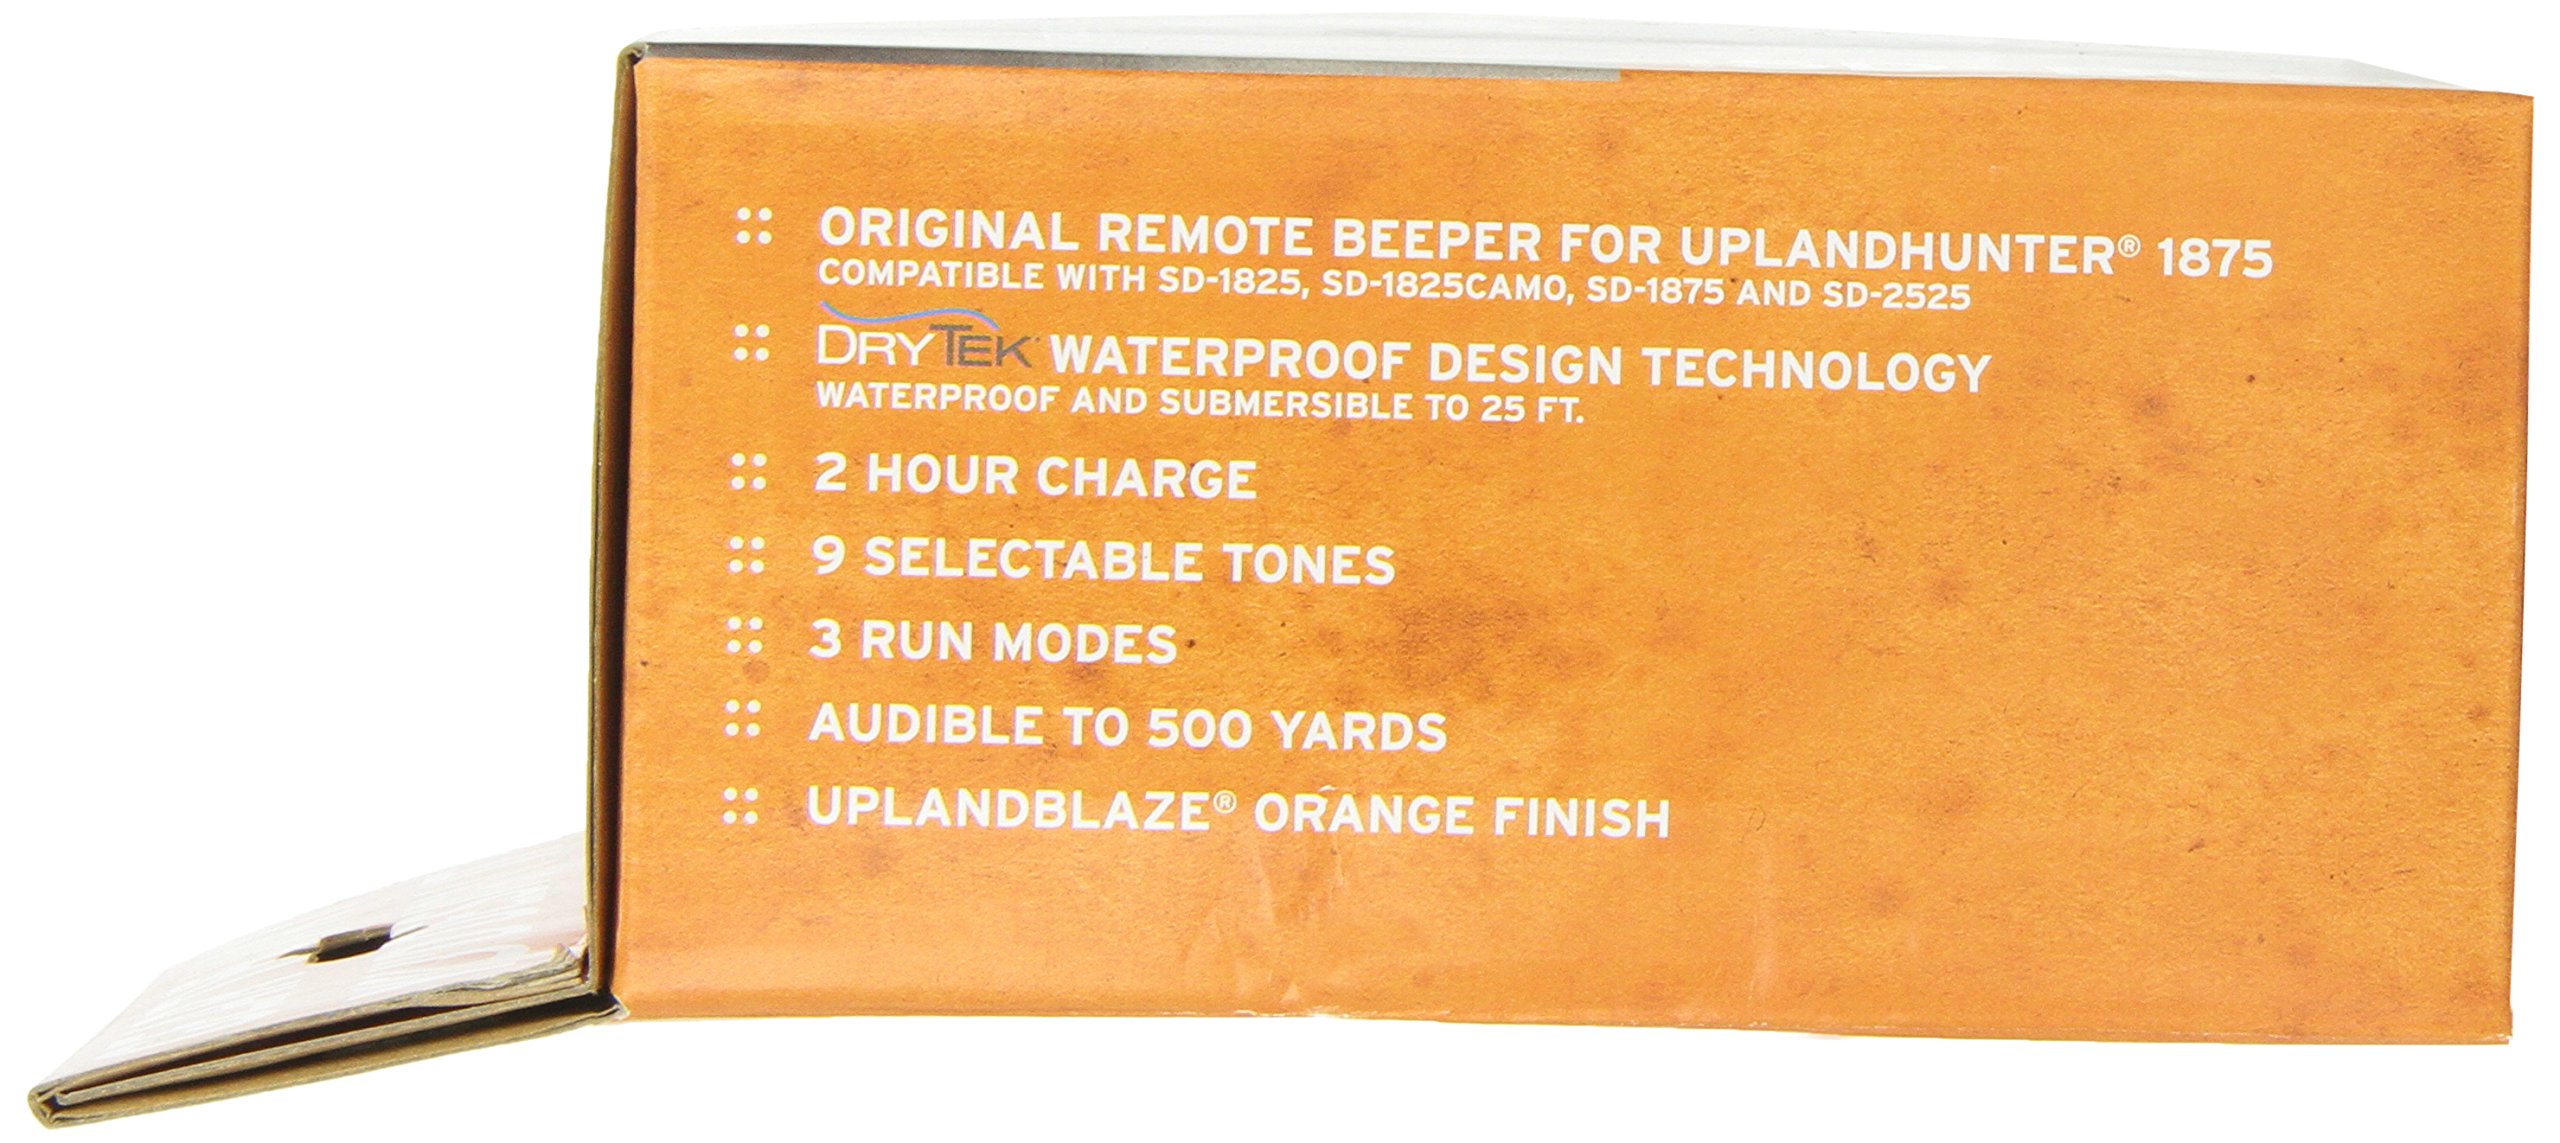 ORIGINAL REMOTE BEEPER FOR UPLANDHUNTER® 1875
COMPATIBLE WITH SD-1825, SD-1825CAMO, SD-1875 AND SD-2525
DRYTEK WATERPROOF DESIGN TECHNOLOGY
WATERPROOF AND SUBMERSIBLE TO 25 FT.
2 HOUR CHARGE
9 SELECTABLE TONES
3 RUN MODES
AUDIBLE TO 500 YARDS
UPLANDBLAZE® ORANGE FINISH